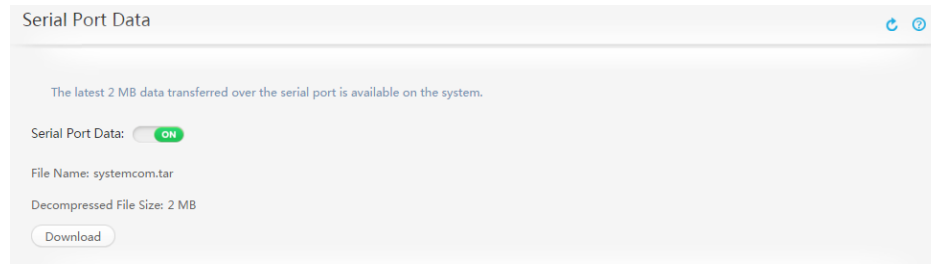 Serial Port Data
The latest 2 MB data transferred over the serial port is available on the system.
Serial Port Data: ON
File Name: systemcom.tar
Decompressed File Size: 2 MB
Download